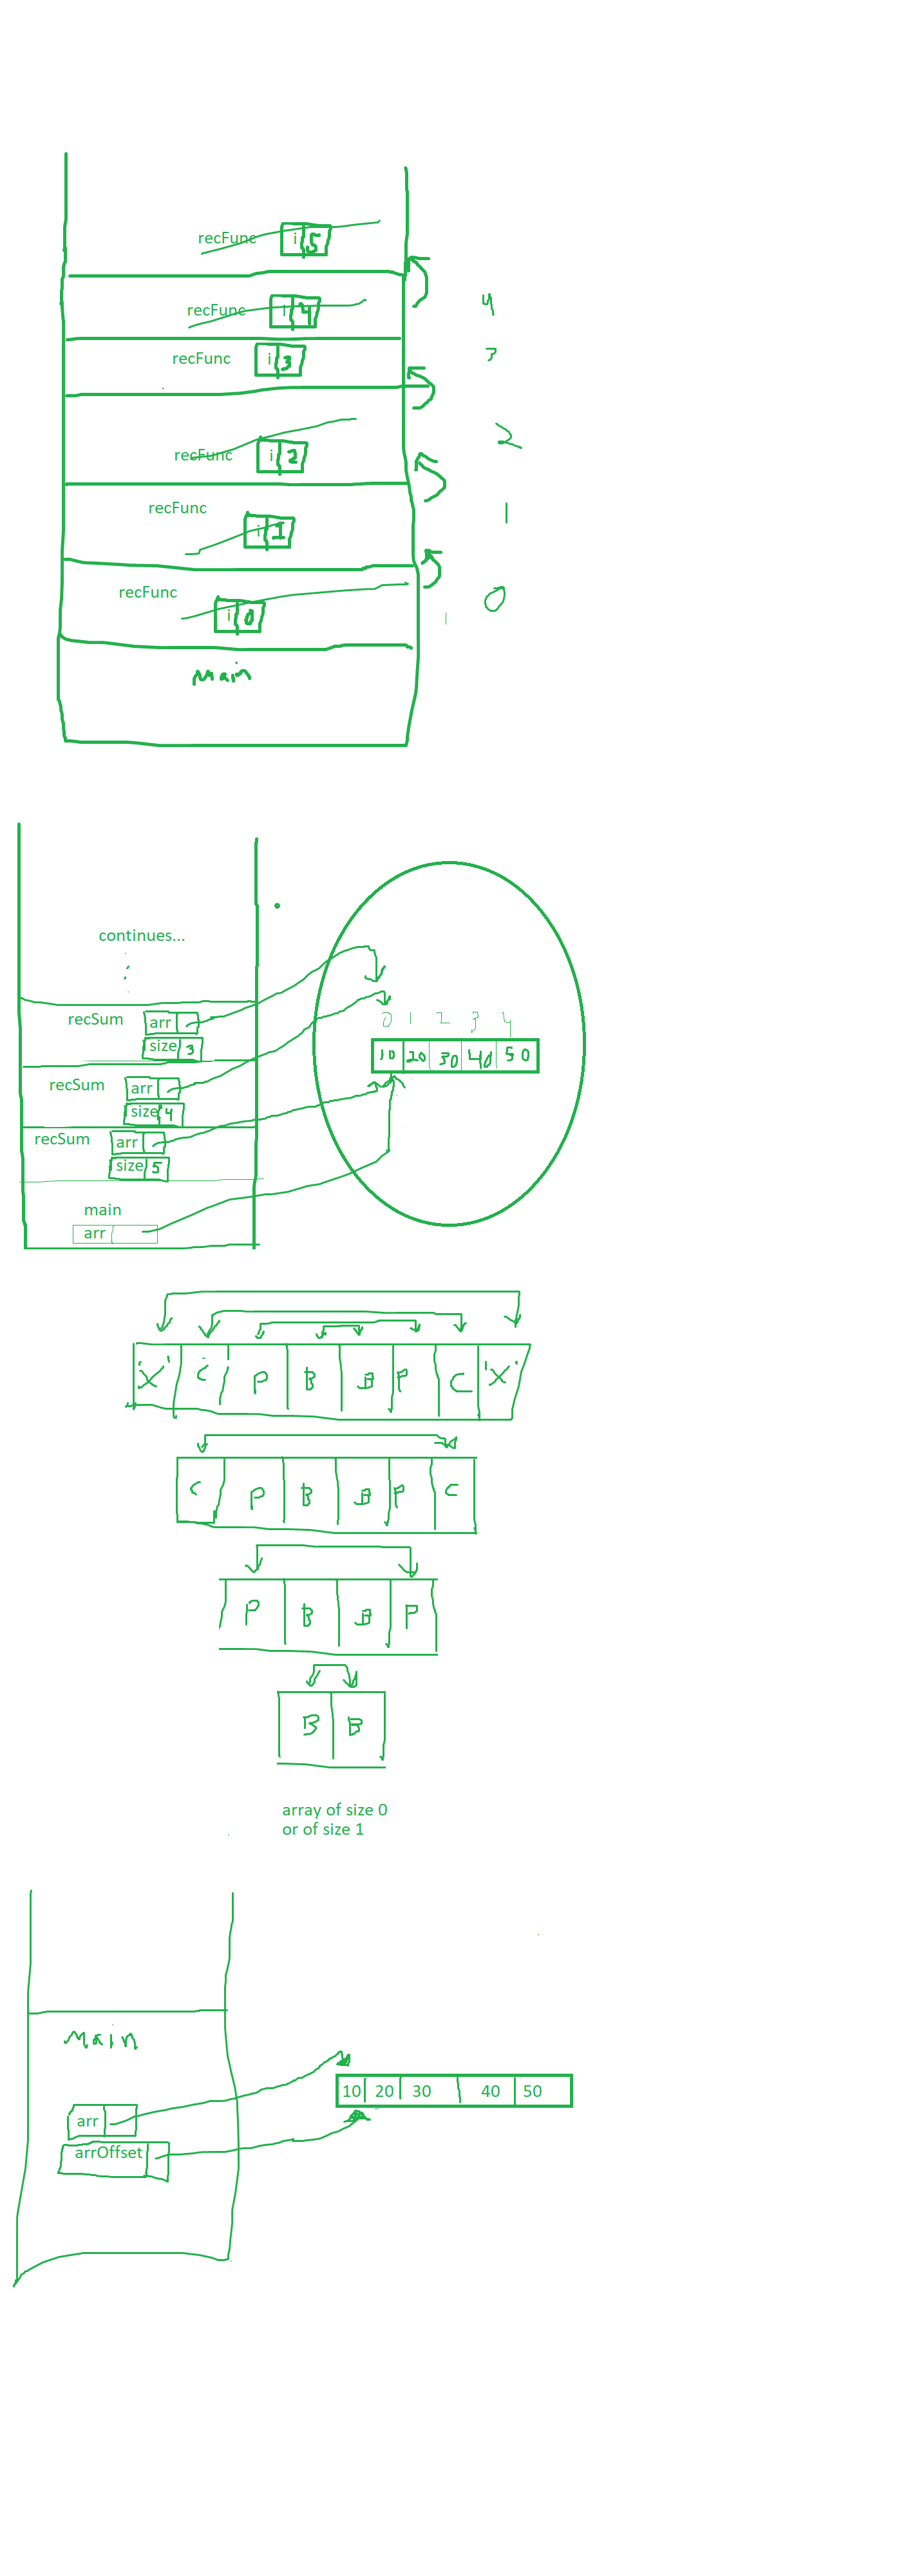 recFunc i 5
recFunc i 4 4
recFunc i 3 3
recFunc i 2 2
recFunc i 1 1
recFunc i 0 0
Main
continues...
recSum arr
size 3
0 1 2 3 4
10 20 30 40 50
recSum arr
size 4
recSum arr
size 5
main
arr
'X' C P B B P C 'X'
C P B B P C
P B B P
B B
array of size 0
or of size 1
Main
10 20 30 40 50
arr
arrOffset